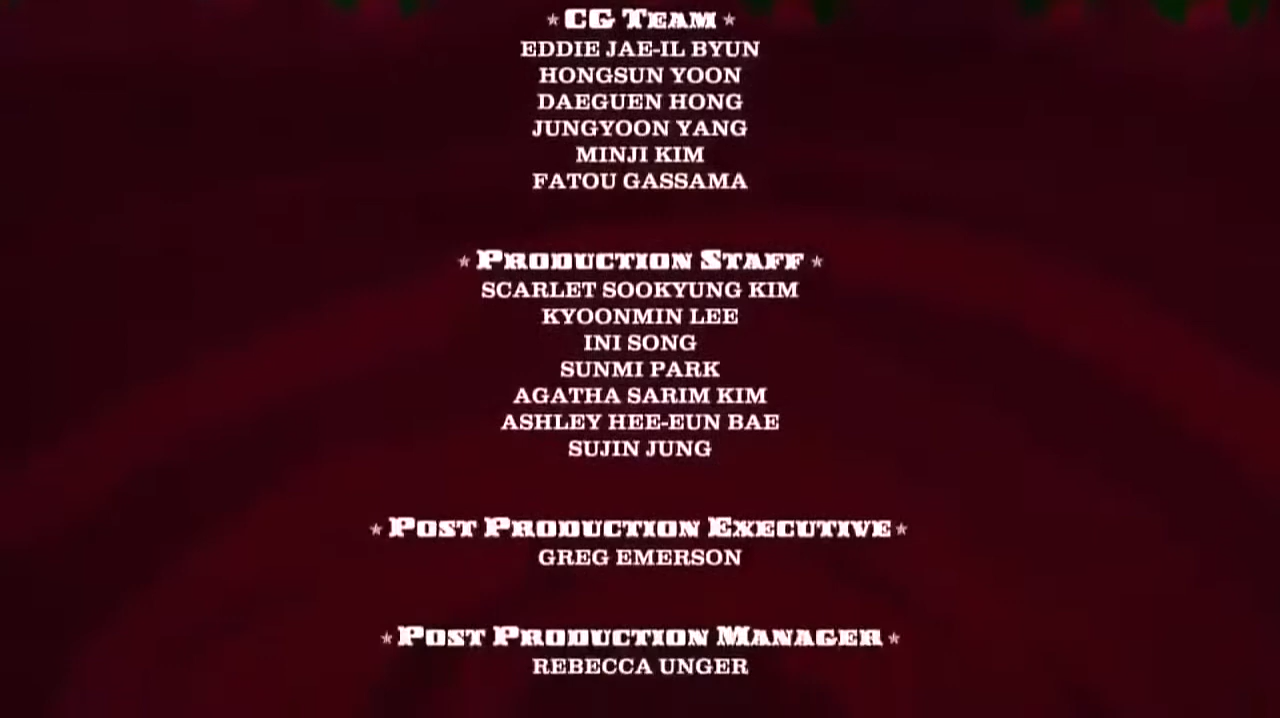 ★ CG TEAM ★
EDDIE JAE-IL BYUN
HONGSUN YOON
DAEGUEN HONG
JUNGYOON YANG
MINJI KIM
FATOU GASSAMA
★ PRODUCTION STAFF ★
SCARLET SOOKYUNG KIM
KYOONMIN LEE
INI SONG
SUNMI PARK
AGATHA SARIM KIM
ASHLEY HEE-EUN BAE
SUJIN JUNG
★ POST PRODUCTION EXECUTIVE ★
GREG EMERSON
★ POST PRODUCTION MANAGER ★
REBECCA UNGER